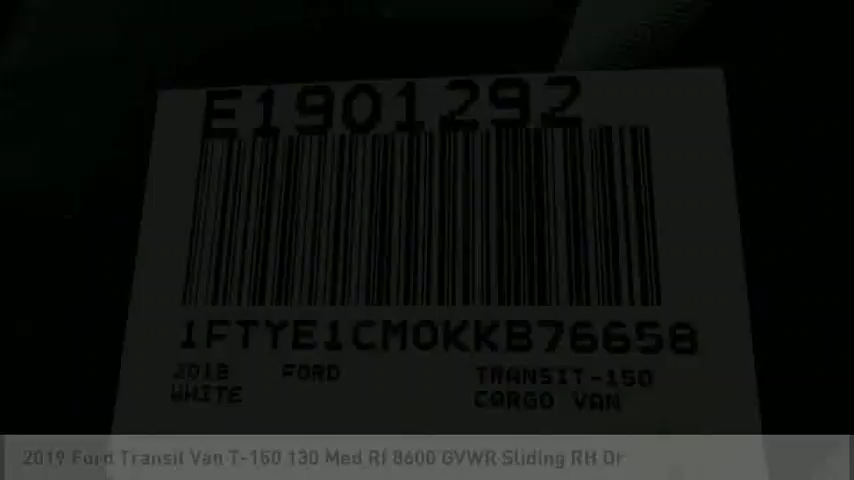 E1901292
1FTYE1CM0KKB76658
2019 FORD TRANSIT-150
WHITE CARGO VAN
2019 Ford Transit Van T-150 130 Med Rf 8600 GVWR Sliding RH Dr